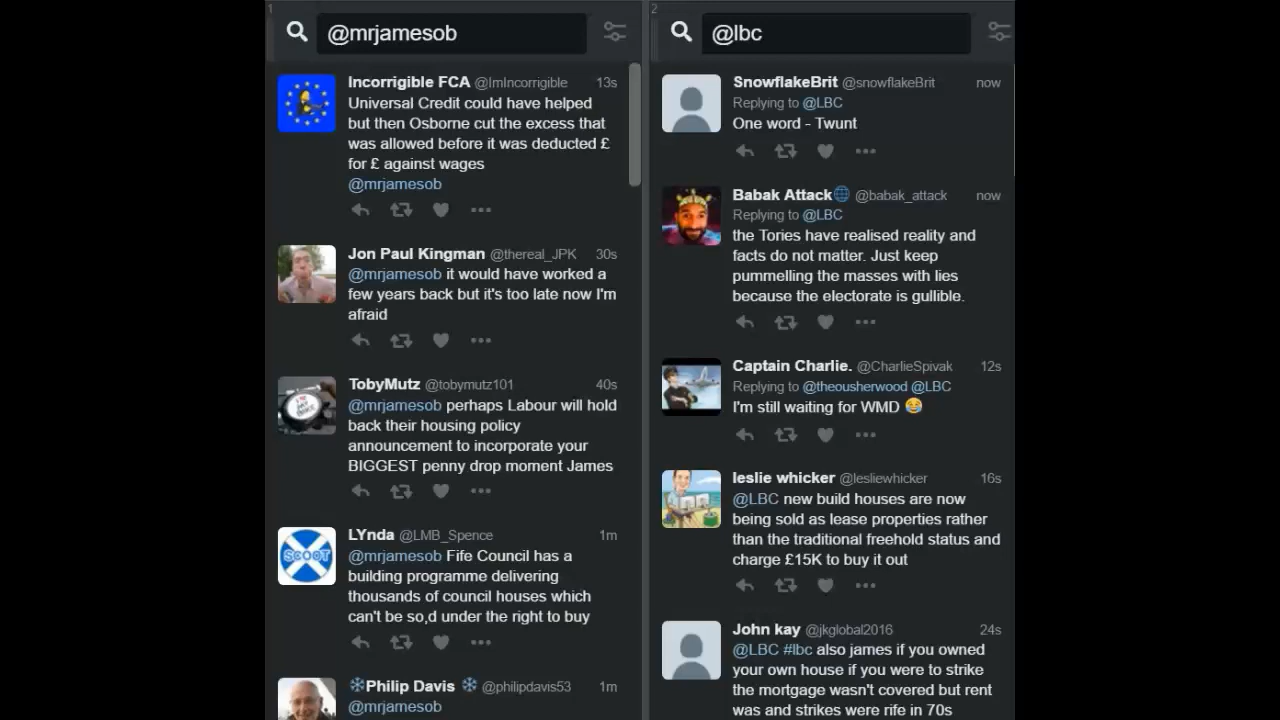 1
@mrjamesob
Incorrigible FCA @ImIncorrigible 13s
Universal Credit could have helped
but then Osborne cut the excess that
was allowed before it was deducted £
for £ against wages
@mrjamesob
Jon Paul Kingman @thereal_JPK 30s
@mrjamesob it would have worked a
few years back but it's too late now I'm
afraid
TobyMutz @tobymutz101 40s
@mrjamesob perhaps Labour will hold
back their housing policy
announcement to incorporate your
BIGGEST penny drop moment James
LYnda @LMB_Spence 1m
SCOOT
@mrjamesob Fife Council has a
building programme delivering
thousands of council houses which
can't be so,d under the right to buy
Philip Davis @philipdavis53 1m
@mrjamesob
2
@lbc
SnowflakeBrit @snowflakeBrit now
Replying to @LBC
One word - Twunt
Babak Attack @babak_attack now
Replying to @LBC
the Tories have realised reality and
facts do not matter. Just keep
pummelling the masses with lies
because the electorate is gullible.
Captain Charlie. @CharlieSpivak 12s
Replying to @theousherwood @LBC
I'm still waiting for WMD 😂
leslie whicker @lesliewhicker 16s
@LBC new build houses are now
being sold as lease properties rather
than the traditional freehold status and
charge £15K to buy it out
John kay @jkglobal2016 24s
@LBC #lbc also james if you owned
your own house if you were to strike
the mortgage wasn't covered but rent
was and strikes were rife in 70s